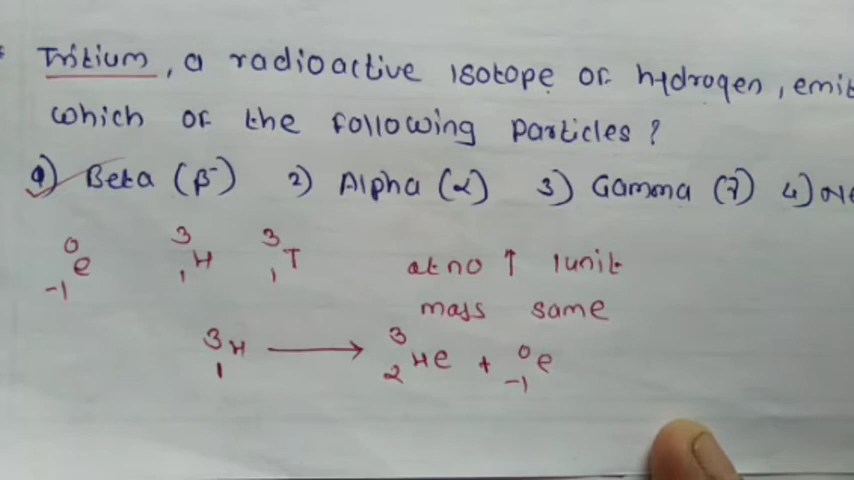 Tritium, a radioactive isotope of hydrogen, emit
which of the following particles?
1) Beta (β⁻) 2) Alpha (α) 3) Gamma (γ) 4)
⁰₋₁e ³₁H ³₁T at no ↑ 1unit
mass same
³₁H ⟶ ³₂He + ⁰₋₁e